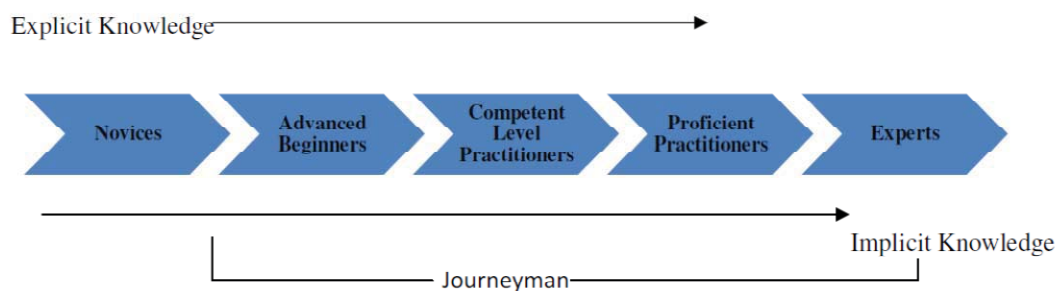 Explicit Knowledge
Novices
Advanced
Beginners
Competent
Level
Practitioners
Proficient
Practitioners
Experts
Implicit Knowledge
Journeyman